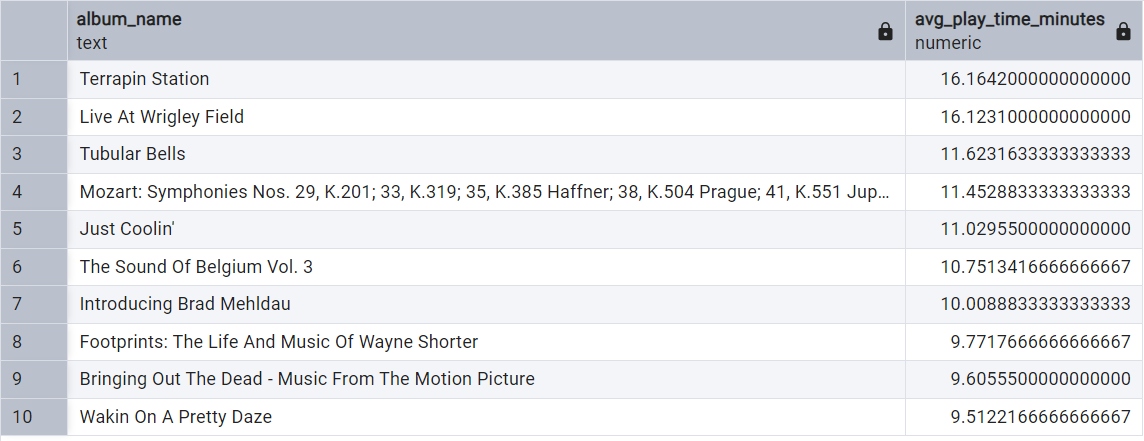 album_name avg_play_time_minutes
text numeric
1 Terrapin Station 16.1642000000000000
2 Live At Wrigley Field 16.1231000000000000
3 Tubular Bells 11.6231633333333333
4 Mozart: Symphonies Nos. 29, K.201; 33, K.319; 35, K.385 Haffner; 38, K.504 Prague; 41, K.551 Jup... 11.4528833333333333
5 Just Coolin' 11.0295500000000000
6 The Sound Of Belgium Vol. 3 10.7513416666666667
7 Introducing Brad Mehldau 10.0088833333333333
8 Footprints: The Life And Music Of Wayne Shorter 9.7717666666666667
9 Bringing Out The Dead - Music From The Motion Picture 9.6055500000000000
10 Wakin On A Pretty Daze 9.5122166666666667